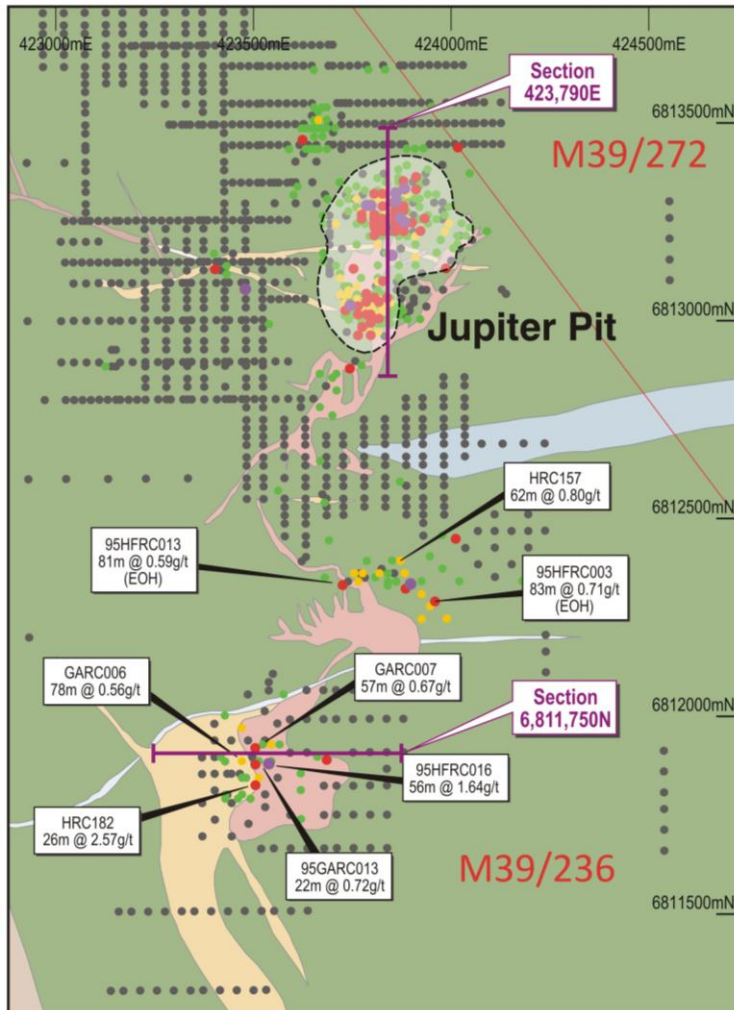 423000mE
423500mE
424000mE
424500mE
Section
423,790E
6813500mN
M39/272
6813000mN
Jupiter Pit
HRC157
62m @ 0.80g/t
6812500mN
95HFRC013
81m @ 0.59g/t
(EOH)
95HFRC003
83m @ 0.71g/t
(EOH)
GARC006
78m @ 0.56g/t
GARC007
57m @ 0.67g/t
Section
6,811,750N
6812000mN
95HFRC016
56m @ 1.64g/t
HRC182
26m @ 2.57g/t
95GARC013
22m @ 0.72g/t
M39/236
6811500mN